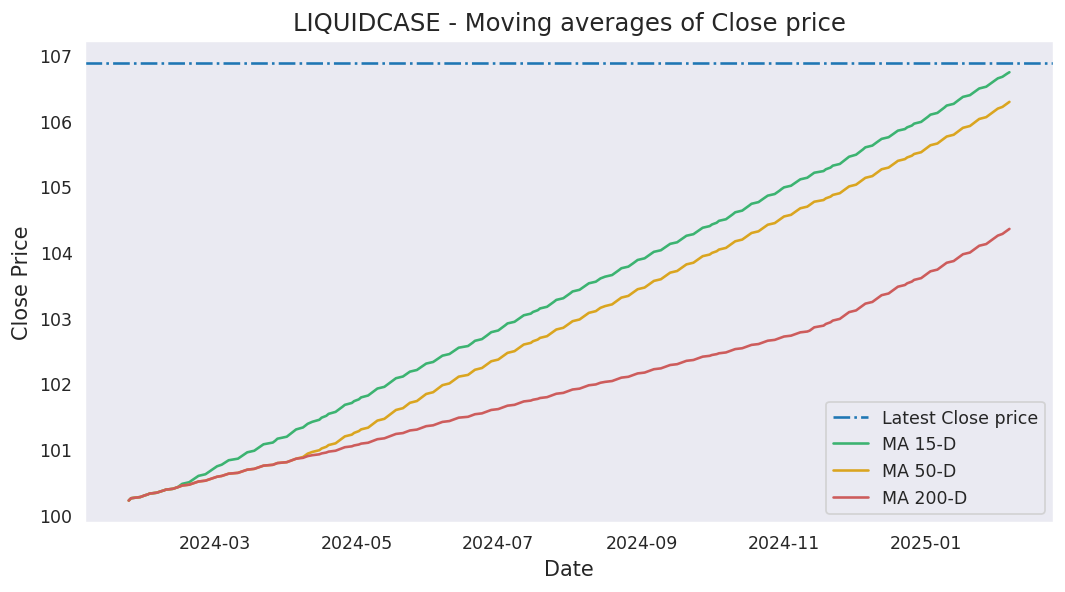 LIQUIDCASE - Moving averages of Close price
107
106
105
104
103
102
101
100
Close Price
2024-03 2024-05 2024-07 2024-09 2024-11 2025-01
Date
Latest Close price
MA 15-D
MA 50-D
MA 200-D